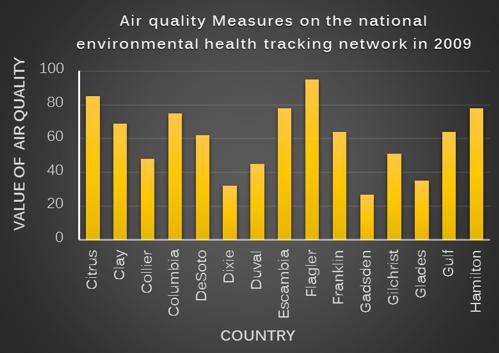 Air quality Measures on the national
environmental health tracking network in 2009
VALUE OF AIR QUALITY
100
80
60
40
20
0
Citrus
Clay
Collier
Columbia
DeSoto
Dixie
Duval
Escambia
Flagler
Franklin
Gadsden
Gilchrist
Glades
Gulf
Hamilton
COUNTRY